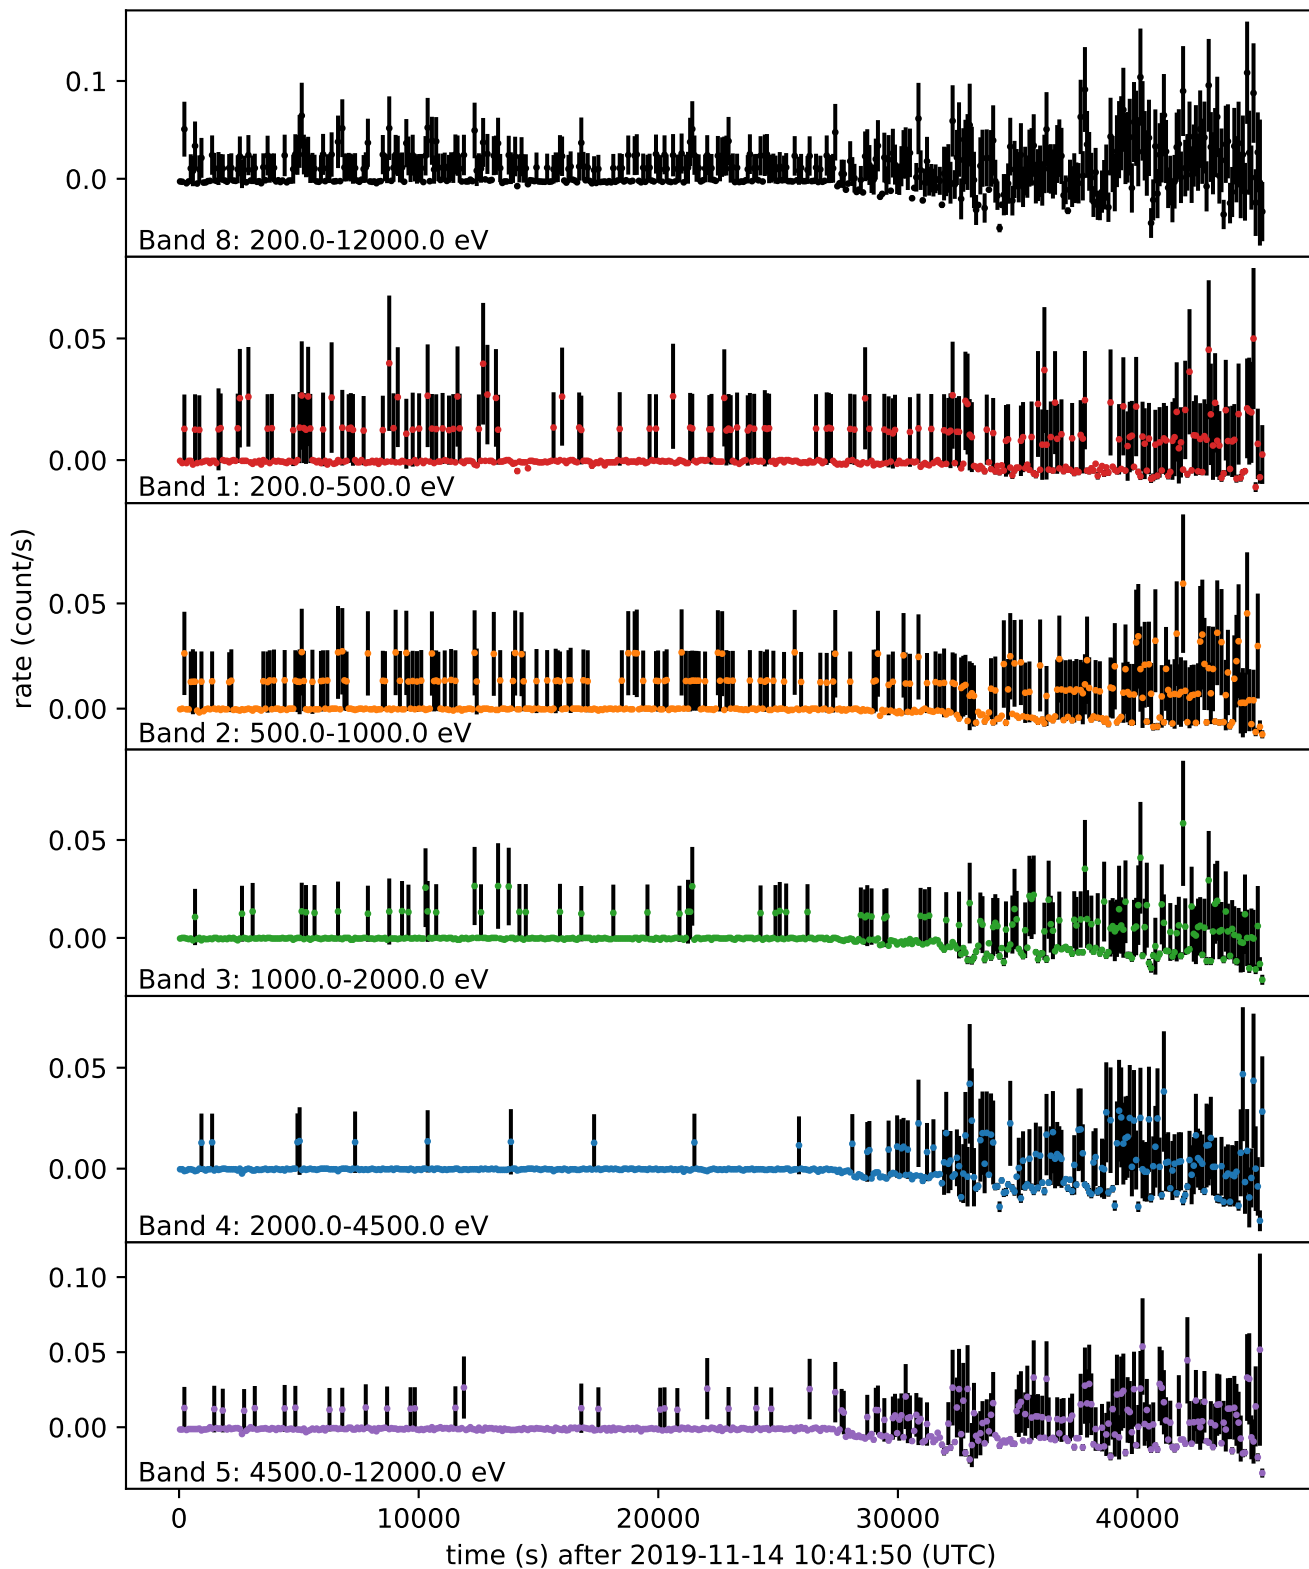 0.1
0.0
Band 8: 200.0-12000.0 eV
0.05
0.00
Band 1: 200.0-500.0 eV
rate (count/s)
0.05
0.00
Band 2: 500.0-1000.0 eV
0.05
0.00
Band 3: 1000.0-2000.0 eV
0.05
0.00
Band 4: 2000.0-4500.0 eV
0.10
0.05
0.00
Band 5: 4500.0-12000.0 eV
0 10000 20000 30000 40000
time (s) after 2019-11-14 10:41:50 (UTC)